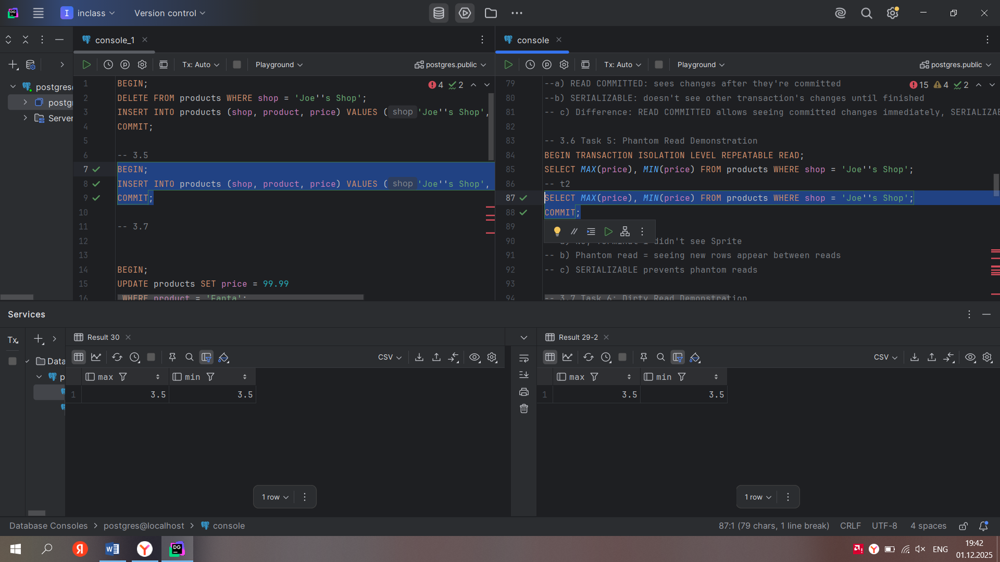 DG
I inclass
Version control
console_1
console
Tx: Auto
Playground
postgres.public
Tx: Auto
Playground
postgres.public
postgres(
postgr
Server
1 BEGIN;
2 DELETE FROM products WHERE shop = 'Joe''s Shop';
3 INSERT INTO products (shop, product, price) VALUES ( shop 'Joe''s Shop',
4 COMMIT;
5
6 -- 3.5
7 BEGIN;
8 INSERT INTO products (shop, product, price) VALUES ( shop 'Joe''s Shop',
9 COMMIT;
10
11 -- 3.7
12
13
14 BEGIN;
15 UPDATE products SET price = 99.99
16 WHERE product = 'Fanta';
4 2
79 --a) READ COMMITTED: sees changes after they're committed
80 --b) SERIALIZABLE: doesn't see other transaction's changes until finished
81 -- c) Difference: READ COMMITTED allows seeing committed changes immediately, SERIALIZA
82
83 -- 3.6 Task 5: Phantom Read Demonstration
84 BEGIN TRANSACTION ISOLATION LEVEL REPEATABLE READ;
85 SELECT MAX(price), MIN(price) FROM products WHERE shop = 'Joe''s Shop';
86 -- t2
87 SELECT MAX(price), MIN(price) FROM products WHERE shop = 'Joe''s Shop';
88 COMMIT;
89
90 didn't see Sprite
91 -- b) Phantom read = seeing new rows appear between reads
92 -- c) SERIALIZABLE prevents phantom reads
93
94 -- 3.7 Task 6: Dirty Read Demonstration
15 4 2
Services
Tx
Data
p
Result 30
CSV
max min
1 3.5 3.5
1 row
Result 29-2
CSV
max min
1 3.5 3.5
1 row
Database Consoles > postgres@localhost > console
87:1 (79 chars, 1 line break) CRLF UTF-8 4 spaces
Я
W
Y
DG
ENG
19:42
01.12.2025